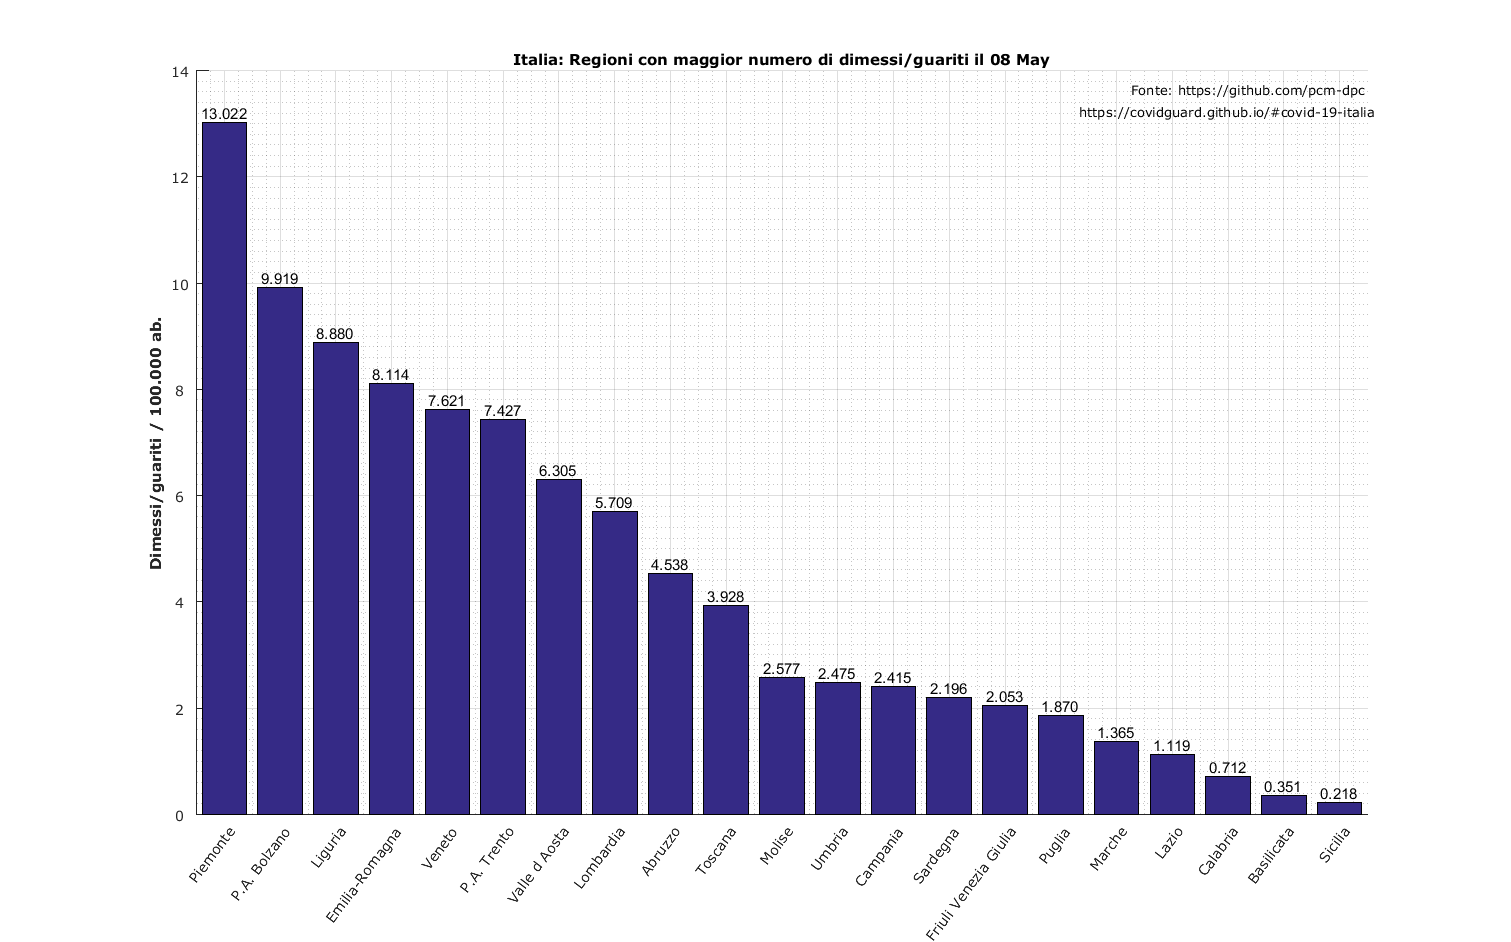 Italia: Regioni con maggior numero di dimessi/guariti il 08 May
Fonte: https://github.com/pcm-dpc
https://covidguard.github.io/#covid-19-italia
Dimessi/guariti / 100.000 ab.
14
12
10
8
6
4
2
0
13.022
9.919
8.880
8.114
7.621
7.427
6.305
5.709
4.538
3.928
2.577
2.475
2.415
2.196
2.053
1.870
1.365
1.119
0.712
0.351
0.218
Piemonte
P.A. Bolzano
Liguria
Emilia-Romagna
Veneto
P.A. Trento
Valle d Aosta
Lombardia
Abruzzo
Toscana
Molise
Umbria
Campania
Sardegna
Friuli Venezia Giulia
Puglia
Marche
Lazio
Calabria
Basilicata
Sicilia